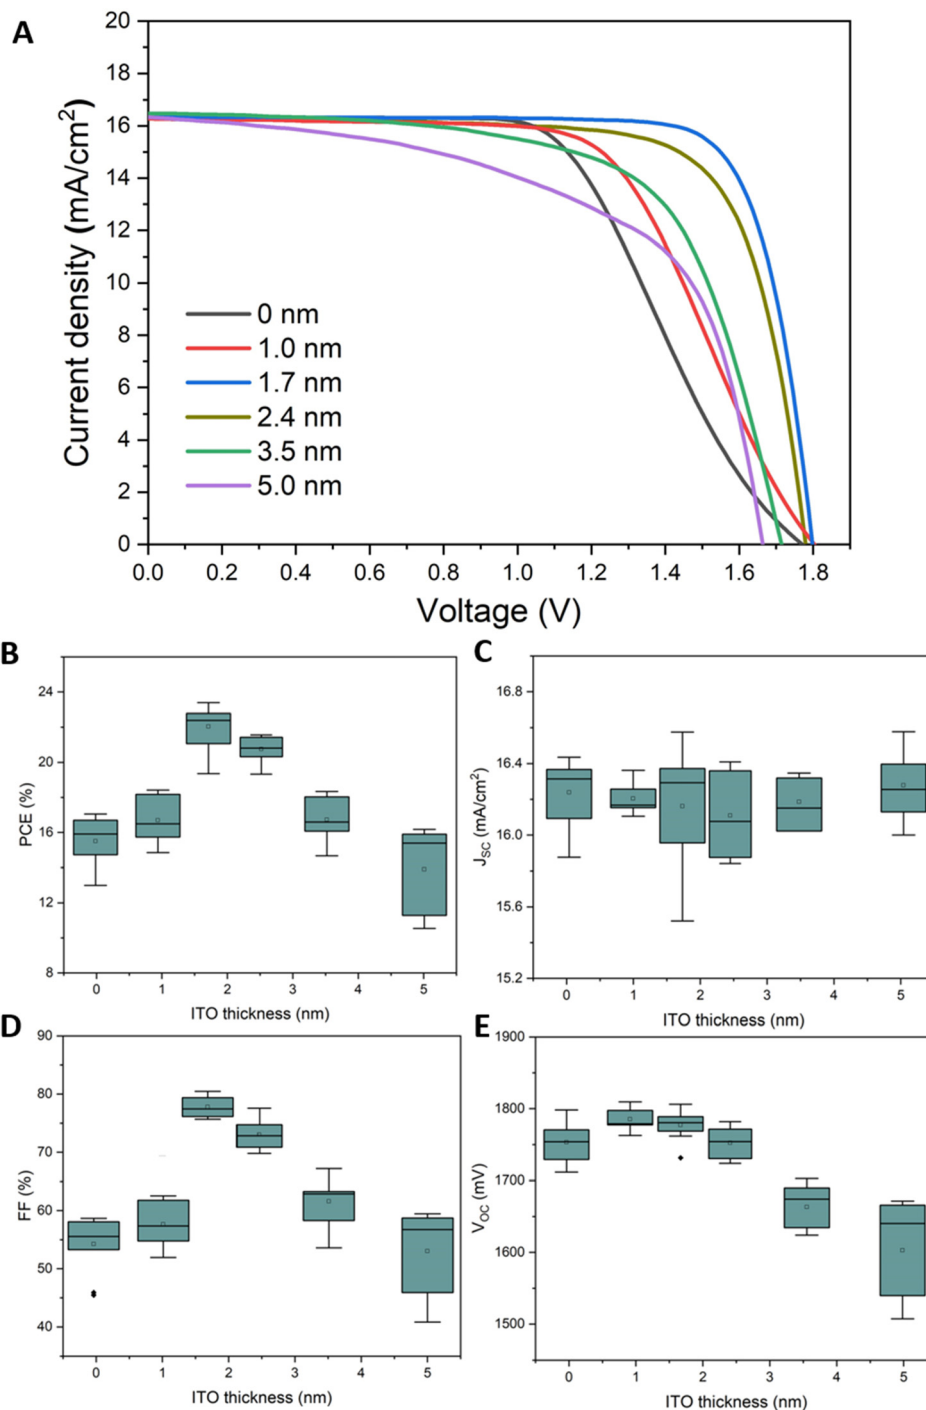 A
20
18
16
14
12
10
8
6
4
2
0
Current density (mA/cm²)
0 nm
1.0 nm
1.7 nm
2.4 nm
3.5 nm
5.0 nm
0.0 0.2 0.4 0.6 0.8 1.0 1.2 1.4 1.6 1.8
Voltage (V)
B
24
20
16
12
8
PCE (%)
0 1 2 3 4 5
ITO thickness (nm)
C
16.8
16.4
16.0
15.6
15.2
J_SC (mA/cm²)
0 1 2 3 4 5
ITO thickness (nm)
D
90
80
70
60
50
40
FF (%)
0 1 2 3 4 5
ITO thickness (nm)
E
1900
1800
1700
1600
1500
V_OC (mV)
0 1 2 3 4 5
ITO thickness (nm)